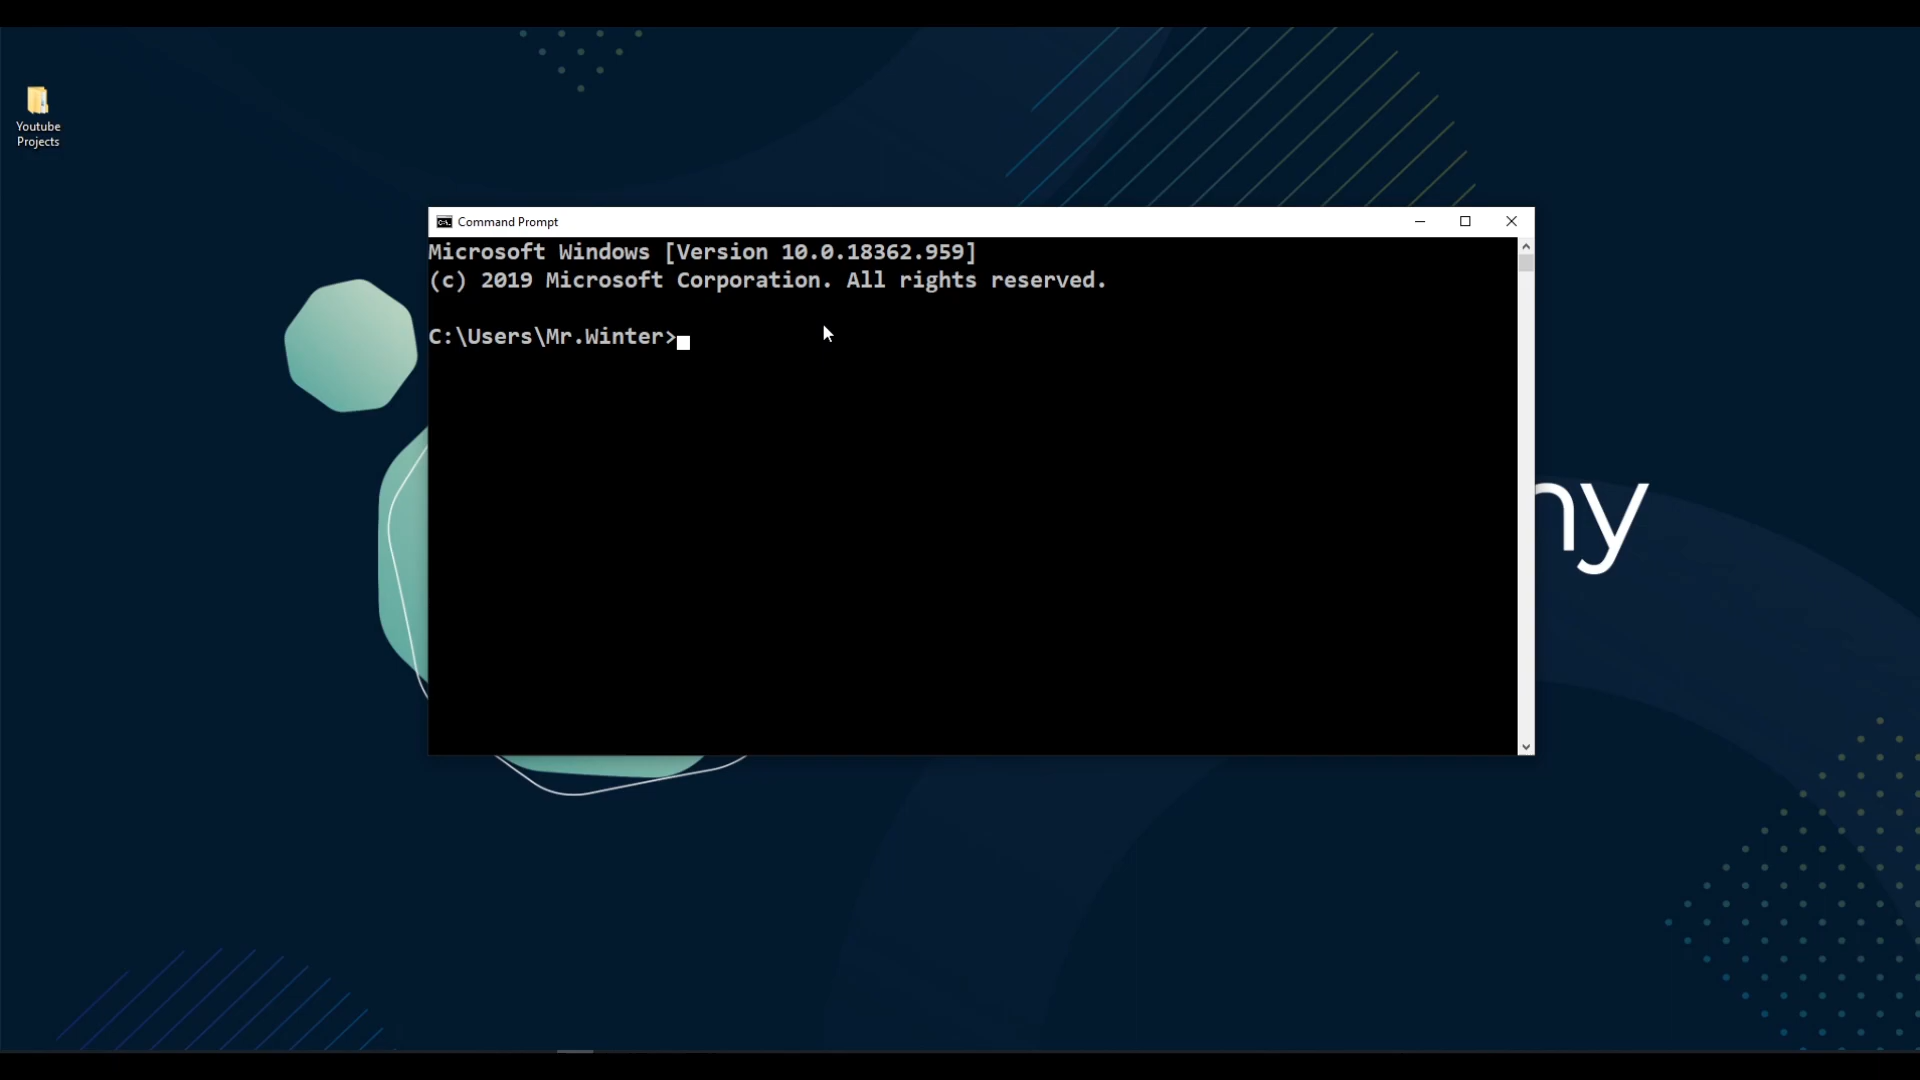 Youtube
Projects
Command Prompt
Microsoft Windows [Version 10.0.18362.959]
(c) 2019 Microsoft Corporation. All rights reserved.
C:\Users\Mr.Winter>
ny